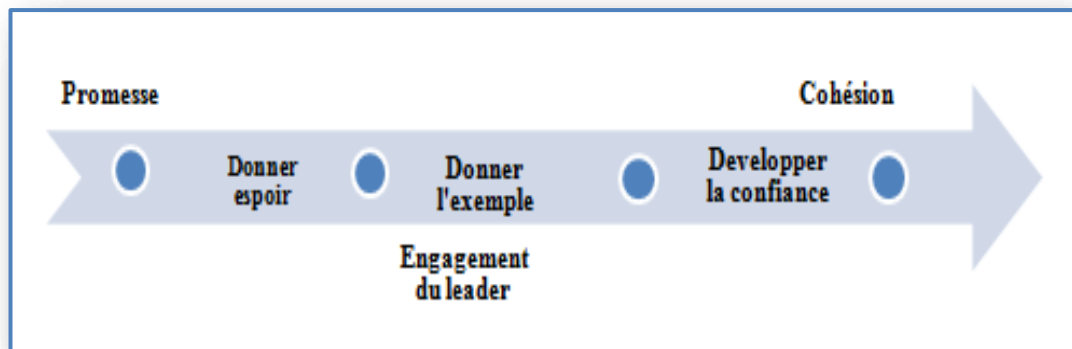 Promesse
Cohésion
Donner
espoir
Donner
l'exemple
Developper
la confiance
Engagement
du leader